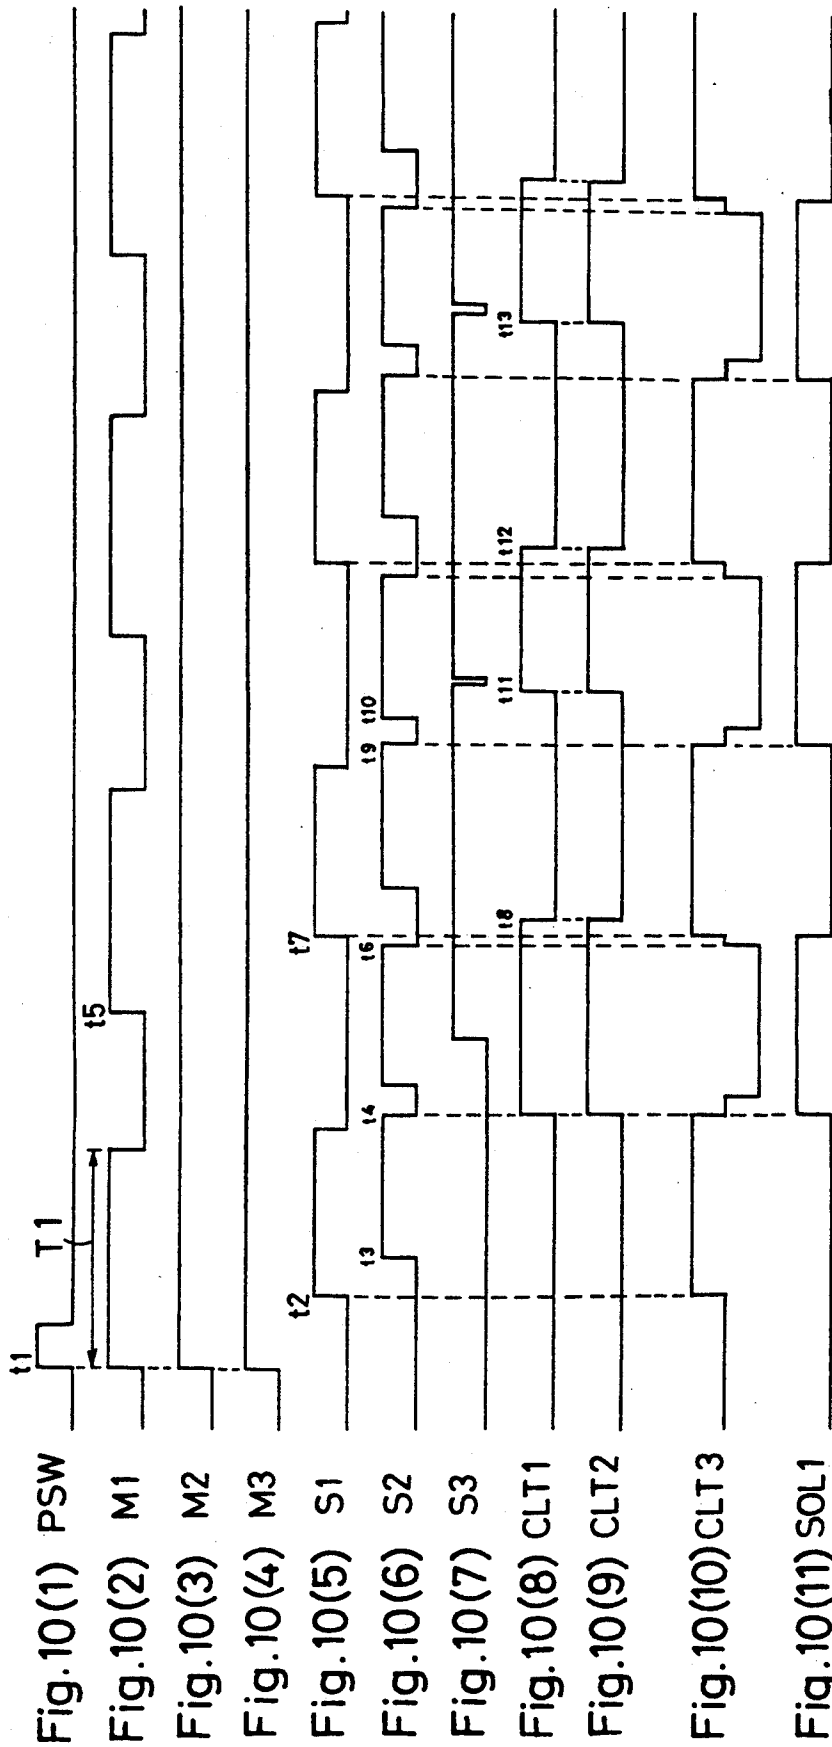 Fig.10(1) PSW
t1
T1
Fig.10(2) M1
t5
Fig.10(3) M2
Fig.10(4) M3
Fig.10(5) S1
t2
t7
Fig.10(6) S2
t3
t4
t6
t9
t10
Fig.10(7) S3
Fig.10(8) CLT1
t8
t11
t12
t13
Fig.10(9) CLT2
Fig.10(10) CLT3
Fig.10(11) SOL1